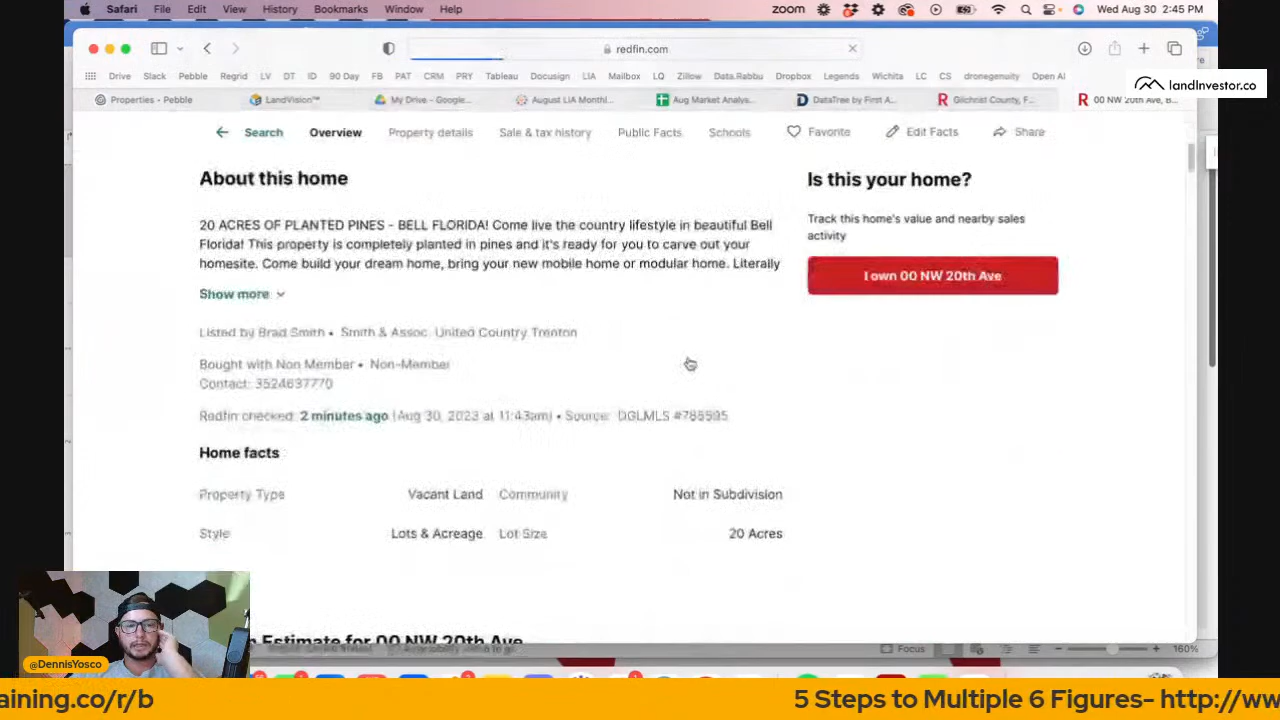 Safari File Edit View History Bookmarks Window Help zoom Wed Aug 30 2:45 PM
redfin.com
Drive Slack Pebble Regrid LV DT ID 90 Day FB PAT CRM PRY Tableau Docusign LIA Mailbox LQ Zillow Data.Rabbu Dropbox Legends Wichita LC CS dronegenuity Open AI
landInvestor.co
Properties - Pebble LandVision™ My Drive - Google... August LIA Monthl... Aug Market Analys... DataTree by First A... Gilchrist County, F... 00 NW 20th Ave, B...
Search Overview Property details Sale & tax history Public Facts Schools Favorite Edit Facts Share
About this home
20 ACRES OF PLANTED PINES - BELL FLORIDA! Come live the country lifestyle in beautiful Bell
Florida! This property is completely planted in pines and it's ready for you to carve out your
homesite. Come build your dream home, bring your new mobile home or modular home. Literally
Show more
Listed by Brad Smith • Smith & Assoc. United Country Trenton
Bought with Non Member • Non-Member
Contact: 3524637770
Redfin checked: 2 minutes ago (Aug 30, 2023 at 11:43am) • Source: DGLMLS #785595
Home facts
Property Type Vacant Land Community Not in Subdivision
Style Lots & Acreage Lot Size 20 Acres
Estimate for 00 NW 20th Ave
Is this your home?
Track this home's value and nearby sales
activity
I own 00 NW 20th Ave
Focus 160%
@DennisYosco
aining.co/r/b 5 Steps to Multiple 6 Figures- http://ww